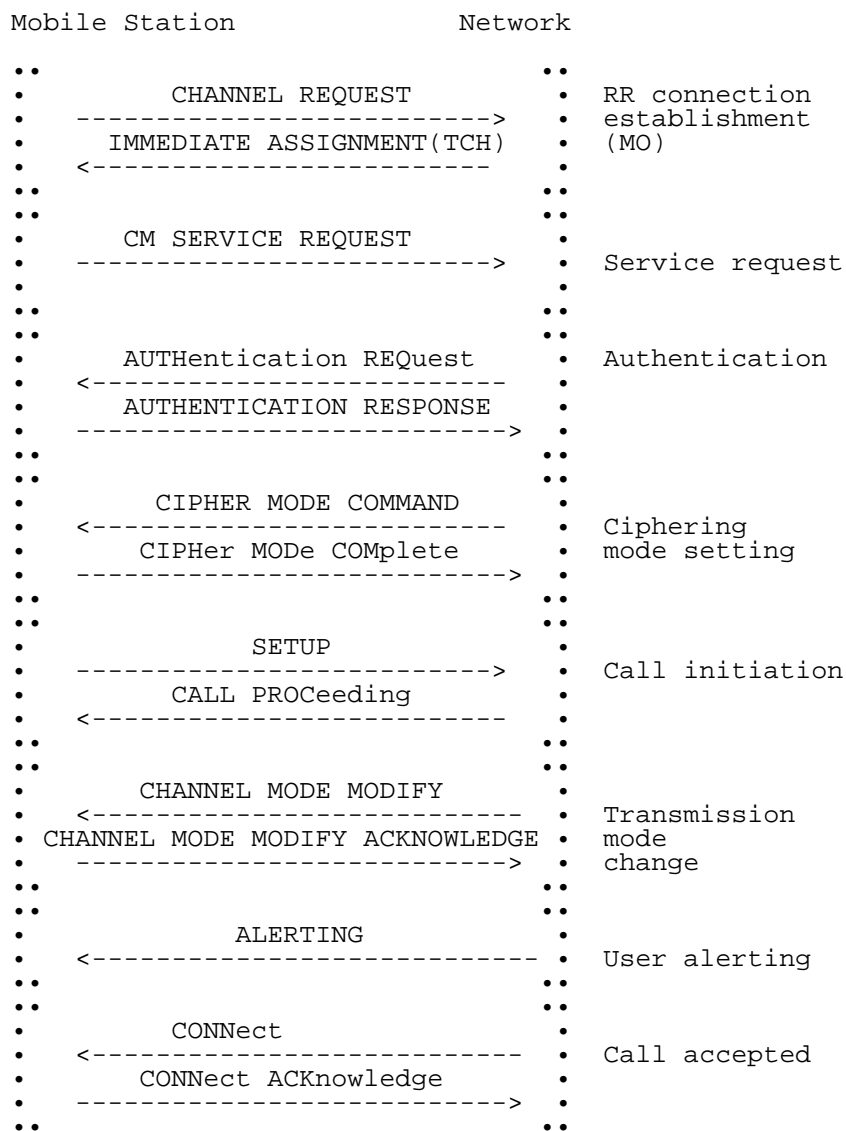 Mobile Station Network
CHANNEL REQUEST RR connection
--------------------------> establishment
IMMEDIATE ASSIGNMENT(TCH) (MO)
<-------------------------
CM SERVICE REQUEST
--------------------------> Service request
AUTHentication REQuest Authentication
<--------------------------
AUTHENTICATION RESPONSE
--------------------------->
CIPHER MODE COMMAND
<-------------------------- Ciphering
CIPHer MODe COMplete mode setting
--------------------------->
SETUP
--------------------------> Call initiation
CALL PROCeeding
<--------------------------
CHANNEL MODE MODIFY
<--------------------------- Transmission
CHANNEL MODE MODIFY ACKNOWLEDGE mode
---------------------------> change
ALERTING
<---------------------------- User alerting
CONNect
<--------------------------- Call accepted
CONNect ACKnowledge
--------------------------->